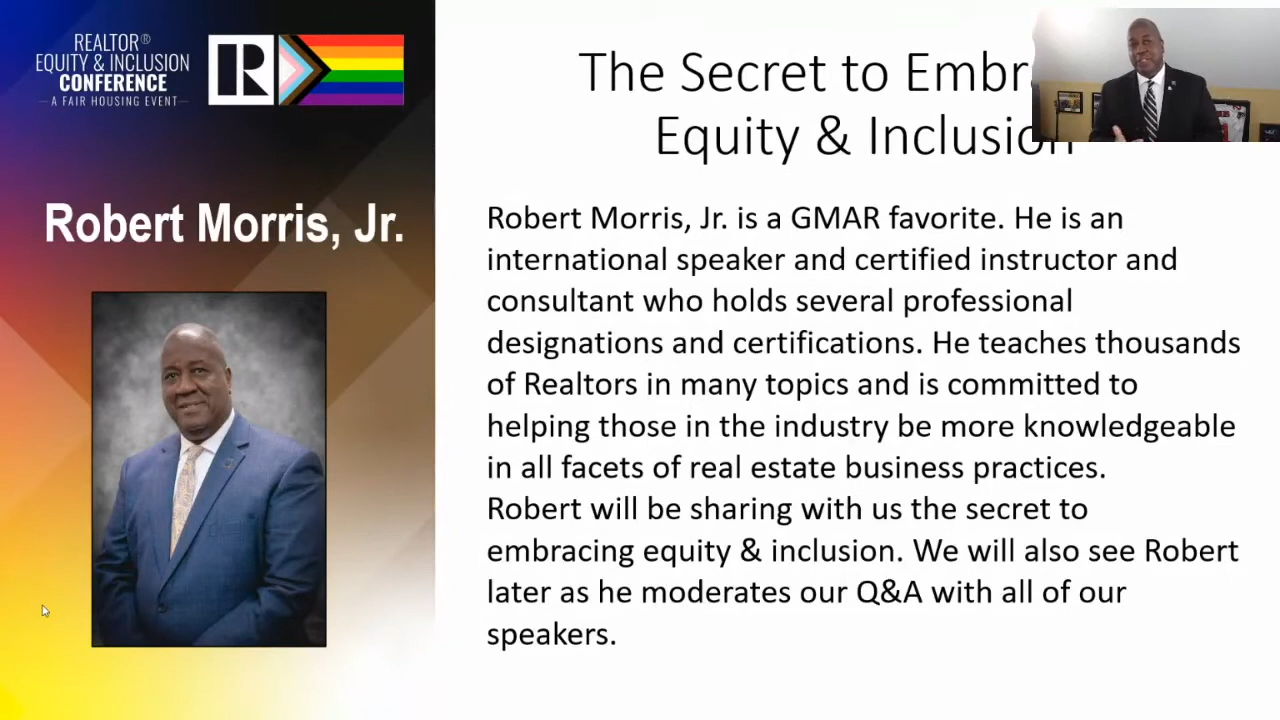 REALTOR®
EQUITY & INCLUSION
CONFERENCE
A FAIR HOUSING EVENT
R
Robert Morris, Jr.
The Secret to Embr
Equity & Inclusion
Robert Morris, Jr. is a GMAR favorite. He is an
international speaker and certified instructor and
consultant who holds several professional
designations and certifications. He teaches thousands
of Realtors in many topics and is committed to
helping those in the industry be more knowledgeable
in all facets of real estate business practices.
Robert will be sharing with us the secret to
embracing equity & inclusion. We will also see Robert
later as he moderates our Q&A with all of our
speakers.